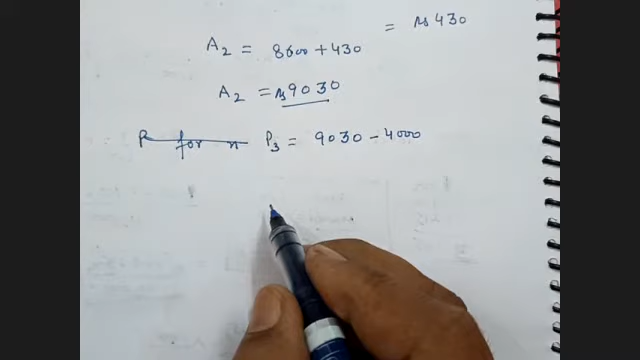 = ₨ 430
A2 = 8600 + 430
A2 = ₨ 9030
P for n P3 = 9030 - 4000